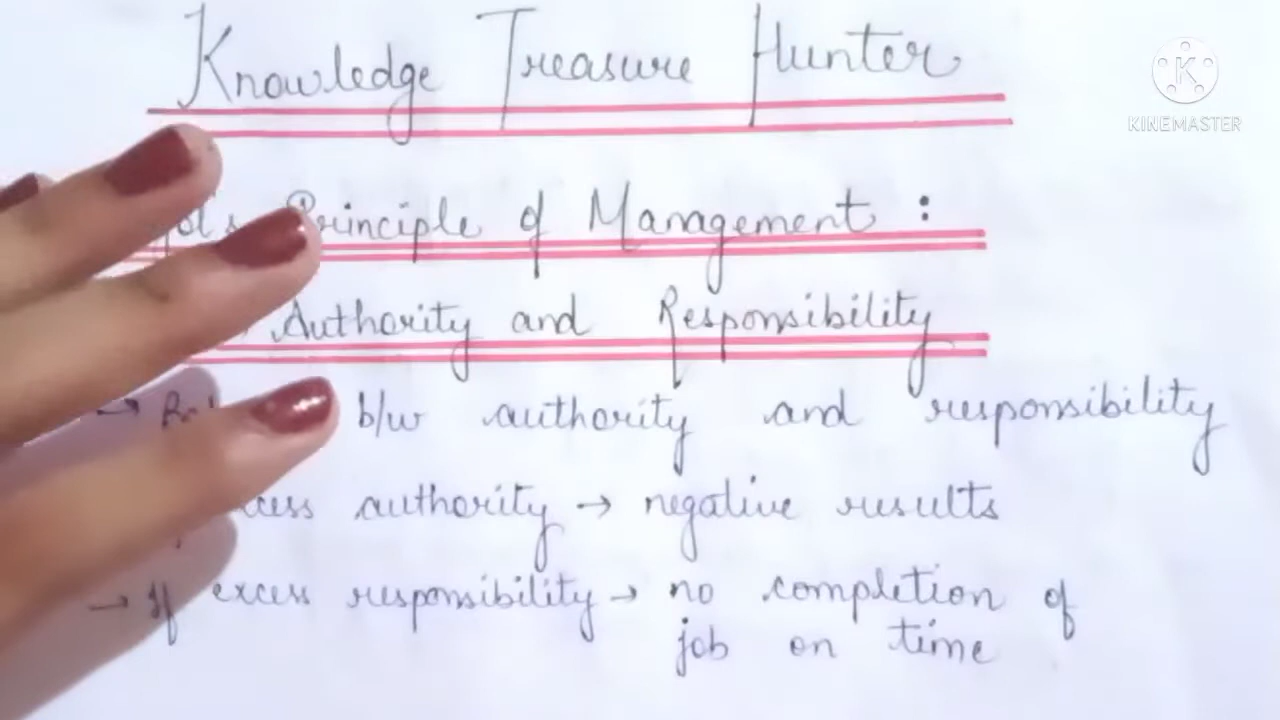 Knowledge Treasure Hunter
KINEMASTER
Principle of Management :
Authority and Responsibility
→ b/w authority and responsibility
authority → negative results
→ If excess responsibility → no completion of
job on time